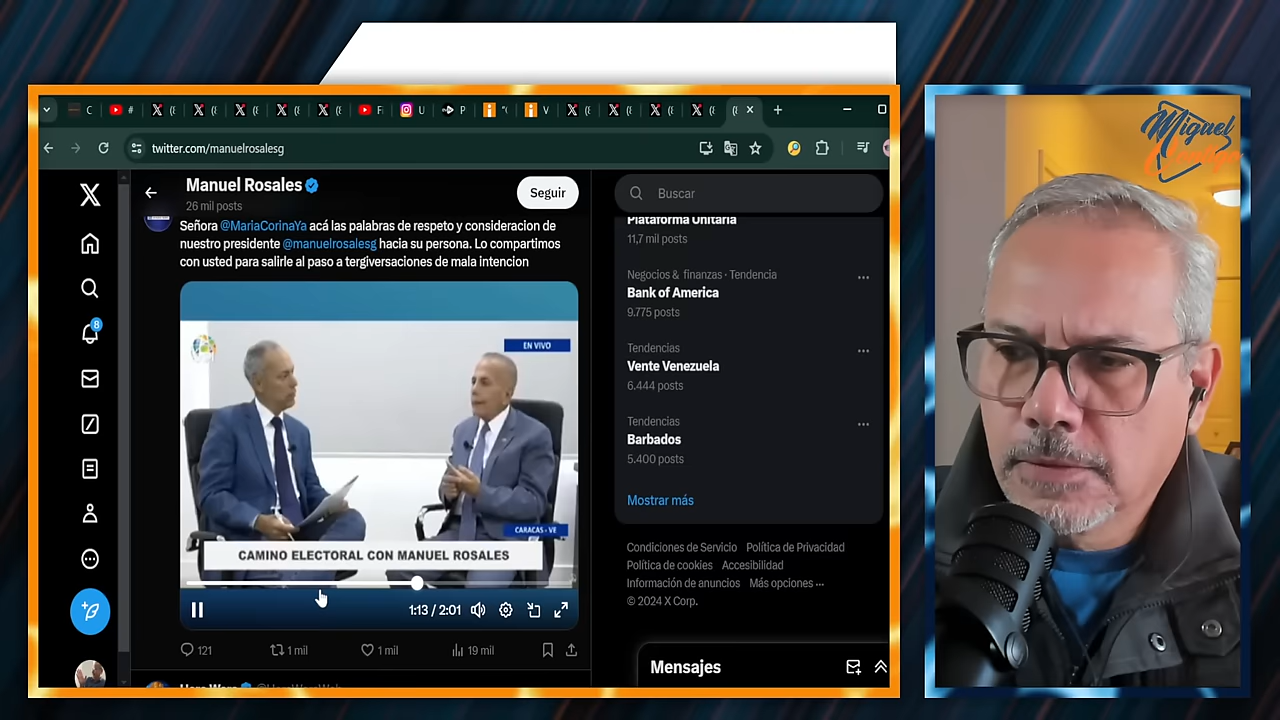 C
#
((
((
((
((
((
Fi
U
P
"(
V
((
((
((
((
((
twitter.com/manuelrosalesg
Manuel Rosales
26 mil posts
Seguir
Señora @MariaCorinaYa acá las palabras de respeto y consideracion de
nuestro presidente @manuelrosalesg hacia su persona. Lo compartimos
con usted para salirle al paso a tergiversaciones de mala intencion
EN VIVO
CARACAS - VE
CAMINO ELECTORAL CON MANUEL ROSALES
1:13 / 2:01
121
1 mil
1 mil
19 mil
8
Buscar
Plataforma Unitaria
11,7 mil posts
Negocios & finanzas · Tendencia
Bank of America
9.775 posts
Tendencias
Vente Venezuela
6.444 posts
Tendencias
Barbados
5.400 posts
Mostrar más
Condiciones de Servicio Política de Privacidad
Política de cookies Accesibilidad
Información de anuncios Más opciones ···
© 2024 X Corp.
Mensajes
Miguel